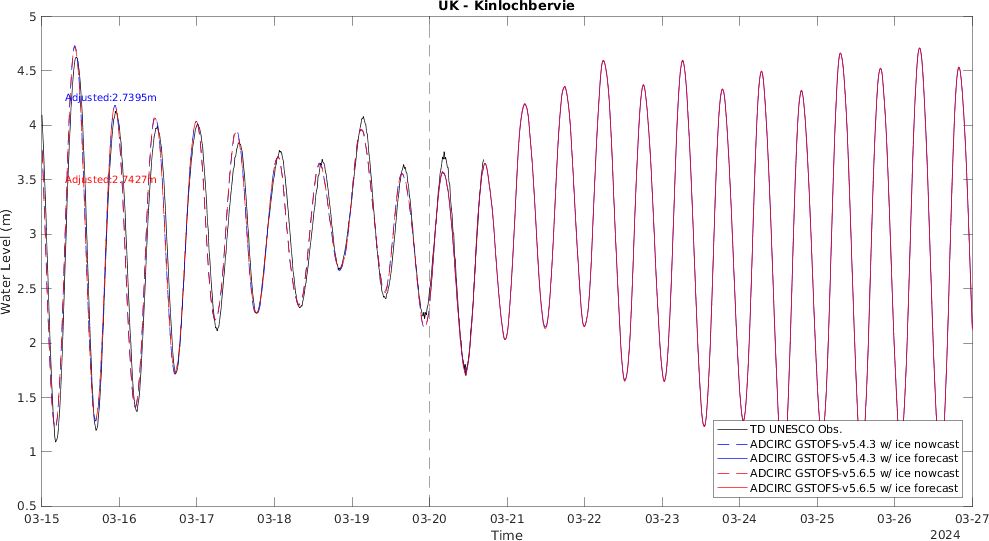 UK - Kinlochbervie
5
4.5
4
3.5
3
2.5
2
1.5
1
0.5
Water Level (m)
Adjusted:2.7395m
Adjusted:2.7427m
TD UNESCO Obs.
ADCIRC GSTOFS-v5.4.3 w/ ice nowcast
ADCIRC GSTOFS-v5.4.3 w/ ice forecast
ADCIRC GSTOFS-v5.6.5 w/ ice nowcast
ADCIRC GSTOFS-v5.6.5 w/ ice forecast
03-15 03-16 03-17 03-18 03-19 03-20 03-21 03-22 03-23 03-24 03-25 03-26 03-27
Time
2024